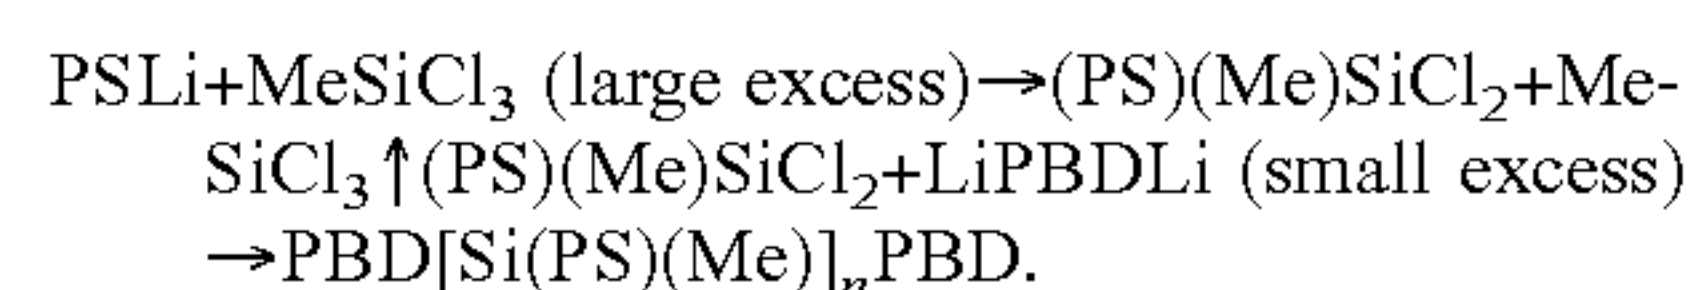 PSLi+MeSiCl₃ (large excess)→(PS)(Me)SiCl₂+Me-
SiCl₃↑(PS)(Me)SiCl₂+LiPBDLi (small excess)
→PBD[Si(PS)(Me)]ₙPBD.